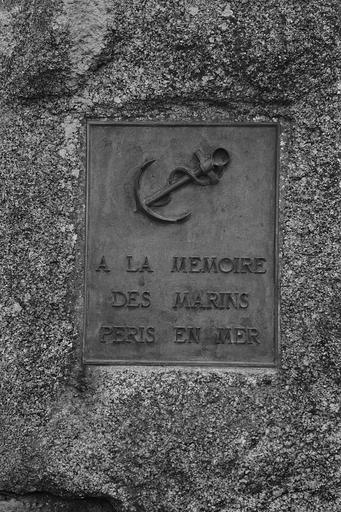 A LA MEMOIRE
DES MARINS
PERIS EN MER